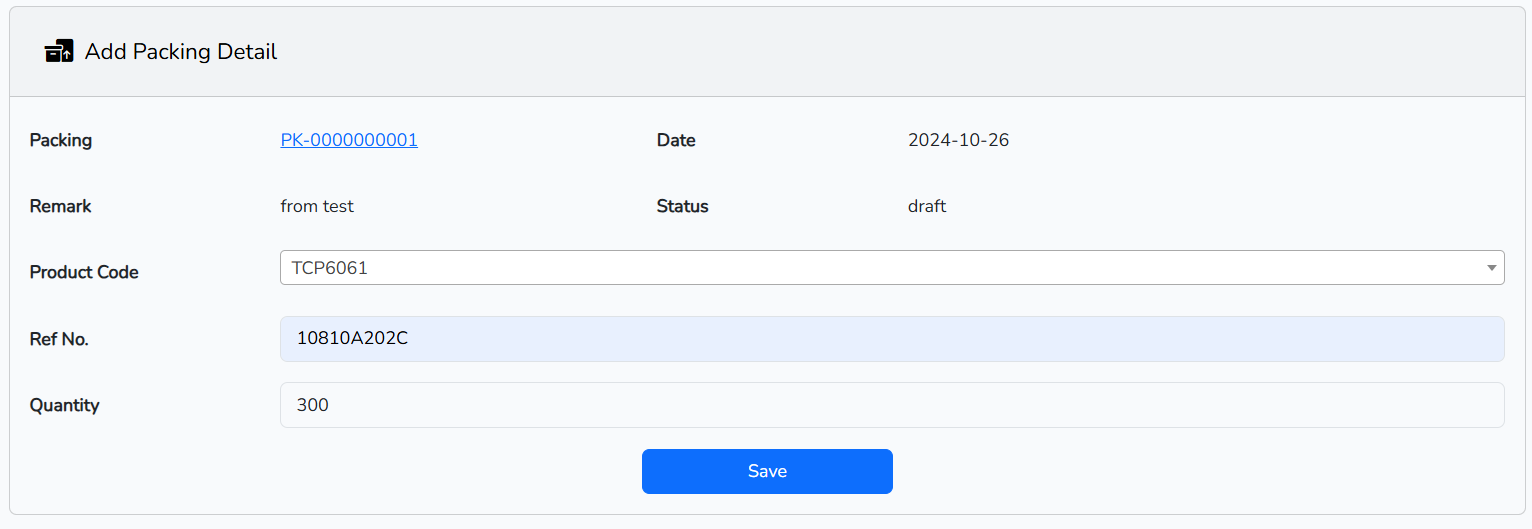 Add Packing Detail
Packing PK-0000000001 Date 2024-10-26
Remark from test Status draft
Product Code TCP6061
Ref No. 10810A202C
Quantity 300
Save